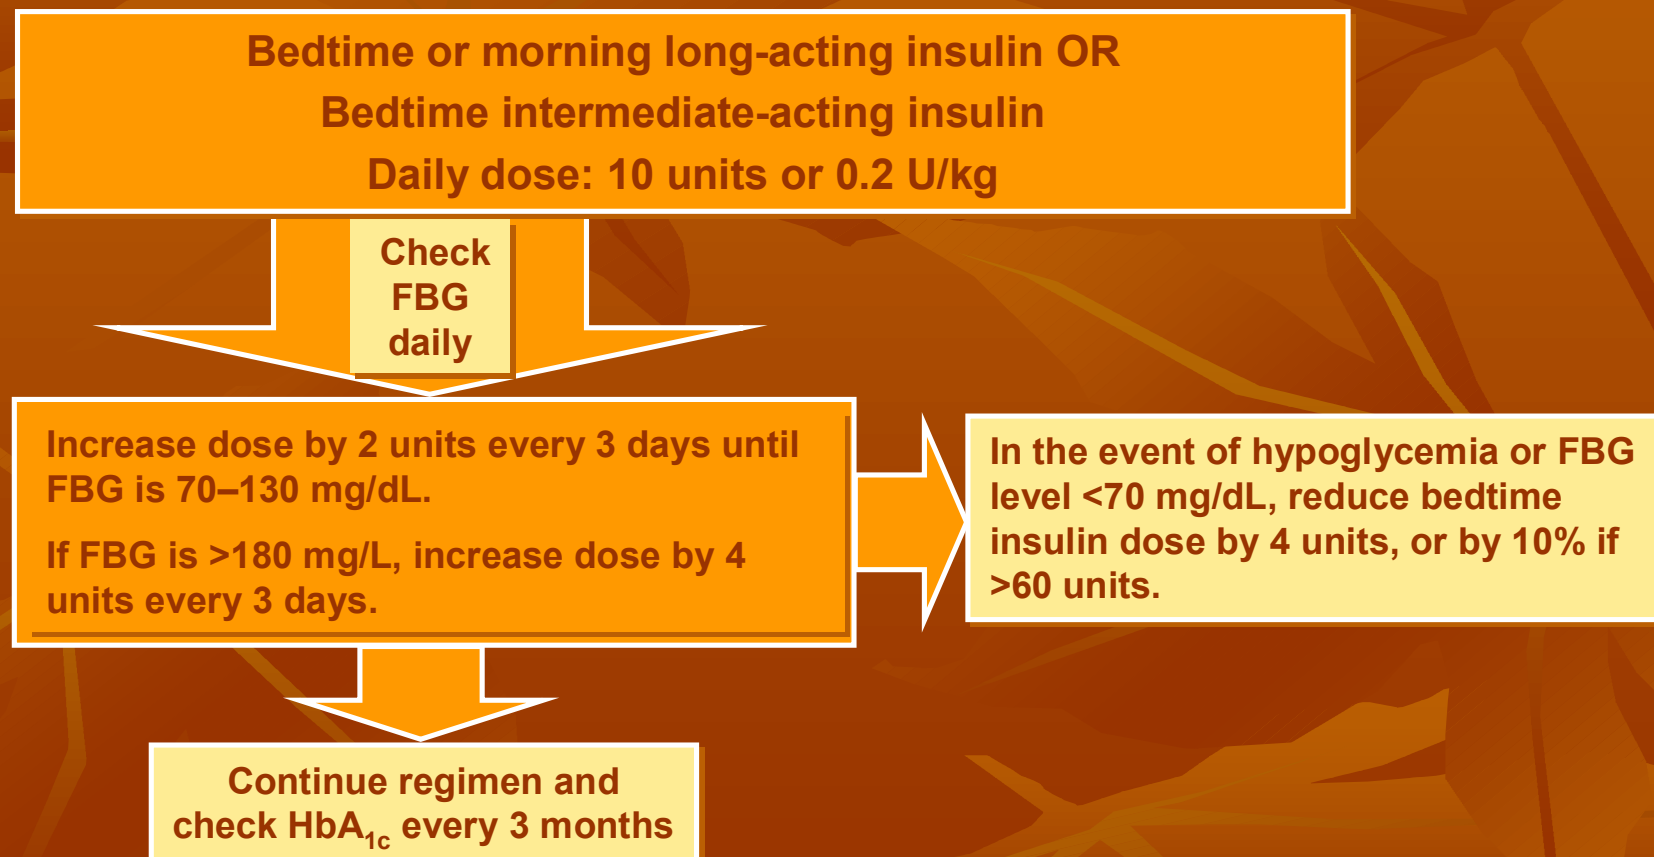 Bedtime or morning long-acting insulin OR
Bedtime intermediate-acting insulin
Daily dose: 10 units or 0.2 U/kg
Check
FBG
daily
Increase dose by 2 units every 3 days until
FBG is 70–130 mg/dL.
If FBG is >180 mg/L, increase dose by 4
units every 3 days.
In the event of hypoglycemia or FBG
level <70 mg/dL, reduce bedtime
insulin dose by 4 units, or by 10% if
>60 units.
Continue regimen and
check HbA1c every 3 months